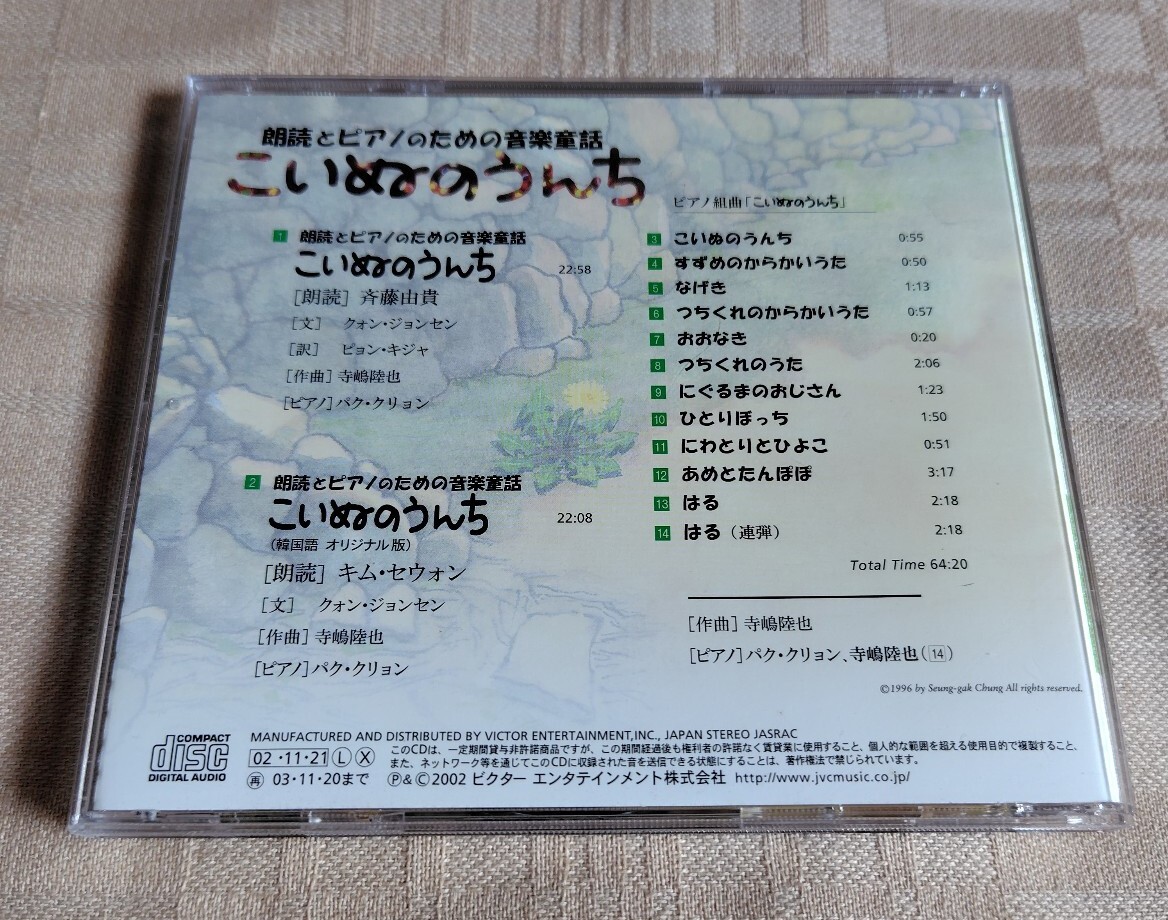 朗読とピアノのための音楽童話
こいぬのうんち
1 朗読とピアノのための音楽童話
こいぬのうんち 22:58
[朗読] 斉藤由貴
[文] クォン・ジョンセン
[訳] ピョン・キジャ
[作曲] 寺嶋陸也
[ピアノ] パク・クリョン
2 朗読とピアノのための音楽童話
こいぬのうんち 22:08
(韓国語 オリジナル版)
[朗読] キム・セウォン
[文] クォン・ジョンセン
[作曲] 寺嶋陸也
[ピアノ] パク・クリョン
ピアノ組曲「こいぬのうんち」
3 こいぬのうんち 0:55
4 すずめのからかいうた 0:50
5 なげき 1:13
6 つちくれのからかいうた 0:57
7 おおなき 0:20
8 つちくれのうた 2:06
9 にぐるまのおじさん 1:23
10 ひとりぼっち 1:50
11 にわとりとひよこ 0:51
12 あめとたんぽぽ 3:17
13 はる 2:18
14 はる (連弾) 2:18
Total Time 64:20
[作曲] 寺嶋陸也
[ピアノ] パク・クリョン、寺嶋陸也 (14)
©1996 by Seung-gak Chung All rights reserved.
COMPACT
disc
DIGITAL AUDIO
MANUFACTURED AND DISTRIBUTED BY VICTOR ENTERTAINMENT,INC., JAPAN STEREO JASRAC
02・11・21 Ⓛ Ⓧ
このCDは、一定期間貸与非許諾商品ですが、この期間経過後も権利者の許諾なく賃貸業に使用すること、個人的な範囲を超える使用目的で複製すること、
また、ネットワーク等を通じてこのCDに収録された音を送信できる状態にすることは、著作権法で禁じられています。
再 03・11・20まで Ⓟ&Ⓒ2002 ビクター エンタテインメント株式会社 http://www.jvcmusic.co.jp/